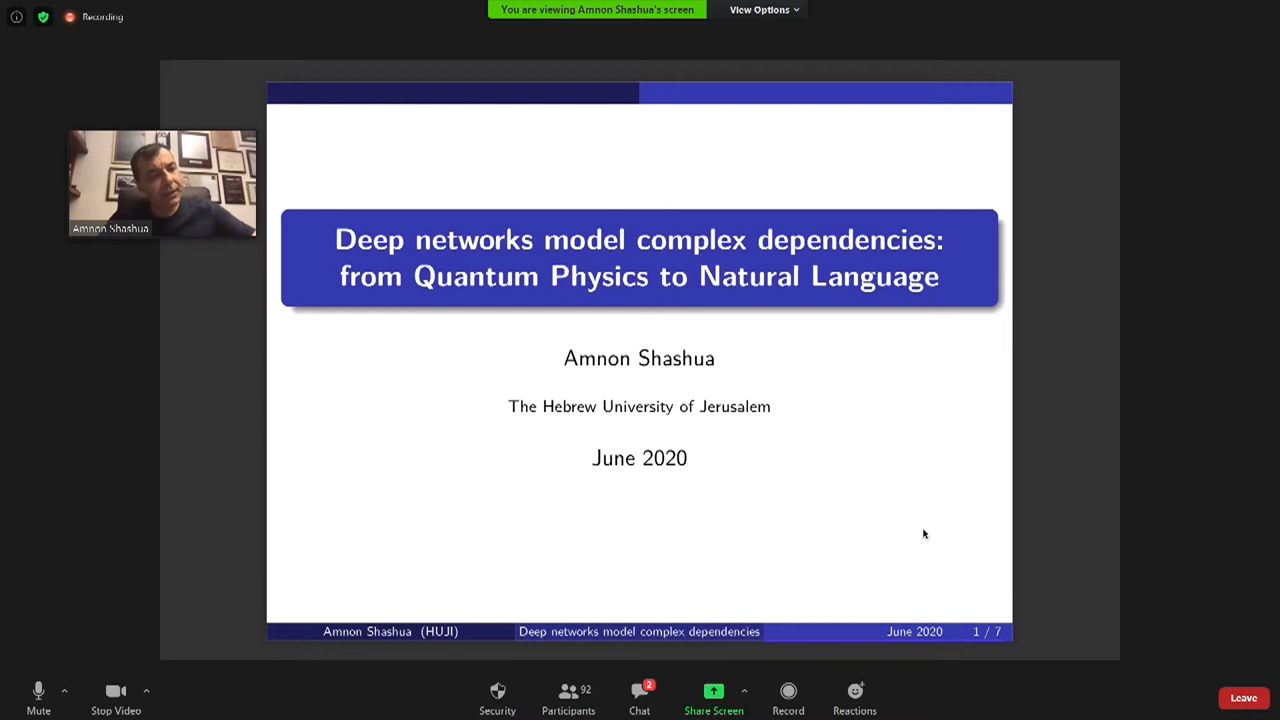 Recording
You are viewing Amnon Shashua's screen
View Options
Amnon Shashua
Deep networks model complex dependencies:
from Quantum Physics to Natural Language
Amnon Shashua
The Hebrew University of Jerusalem
June 2020
Amnon Shashua (HUJI) Deep networks model complex dependencies June 2020 1 / 7
Mute
Stop Video
Security
92
Participants
2
Chat
Share Screen
Record
Reactions
Leave